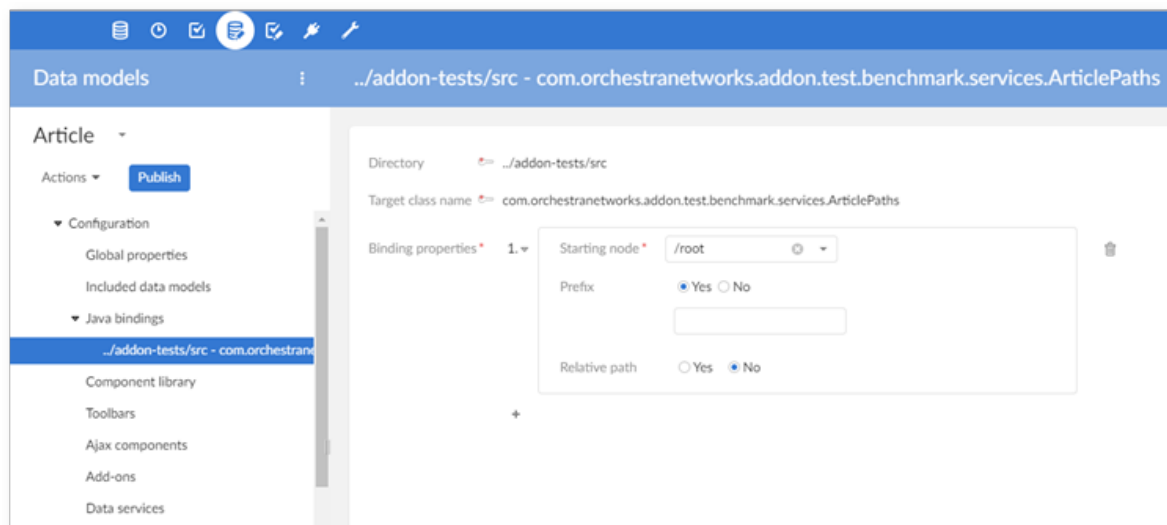 Data models
../addon-tests/src - com.orchestranetworks.addon.test.benchmark.services.ArticlePaths
Article
Actions
Publish
Configuration
Global properties
Included data models
Java bindings
../addon-tests/src - com.orchestrane
Component library
Toolbars
Ajax components
Add-ons
Data services
Directory ../addon-tests/src
Target class name com.orchestranetworks.addon.test.benchmark.services.ArticlePaths
Binding properties* 1. Starting node* /root
Prefix Yes No
Relative path Yes No
+